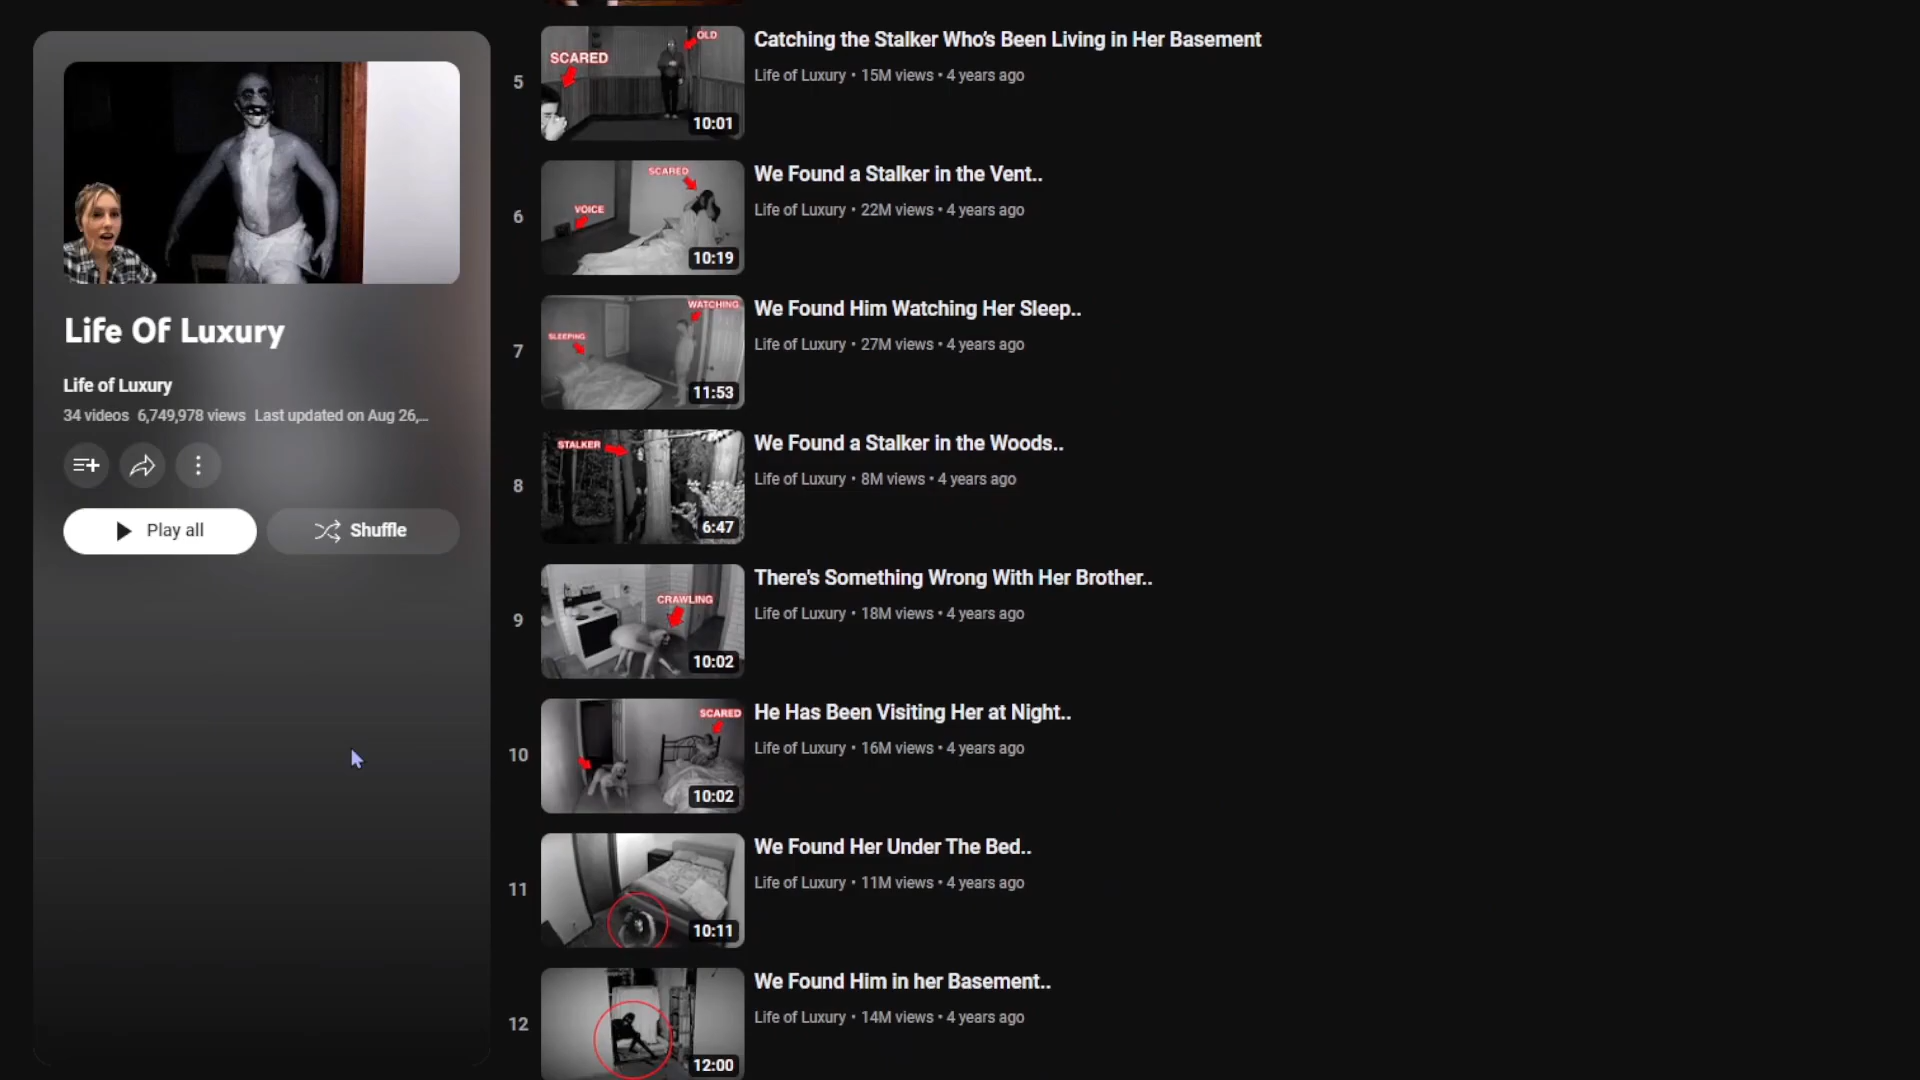 Life Of Luxury
Life of Luxury
34 videos 6,749,978 views Last updated on Aug 26,...
Play all
Shuffle
5
SCARED
OLD
10:01
Catching the Stalker Who's Been Living in Her Basement
Life of Luxury • 15M views • 4 years ago
6
SCARED
VOICE
10:19
We Found a Stalker in the Vent..
Life of Luxury • 22M views • 4 years ago
7
WATCHING
SLEEPING
11:53
We Found Him Watching Her Sleep..
Life of Luxury • 27M views • 4 years ago
8
STALKER
6:47
We Found a Stalker in the Woods..
Life of Luxury • 8M views • 4 years ago
9
CRAWLING
10:02
There's Something Wrong With Her Brother..
Life of Luxury • 18M views • 4 years ago
10
SCARED
10:02
He Has Been Visiting Her at Night..
Life of Luxury • 16M views • 4 years ago
11
10:11
We Found Her Under The Bed..
Life of Luxury • 11M views • 4 years ago
12
12:00
We Found Him in her Basement..
Life of Luxury • 14M views • 4 years ago